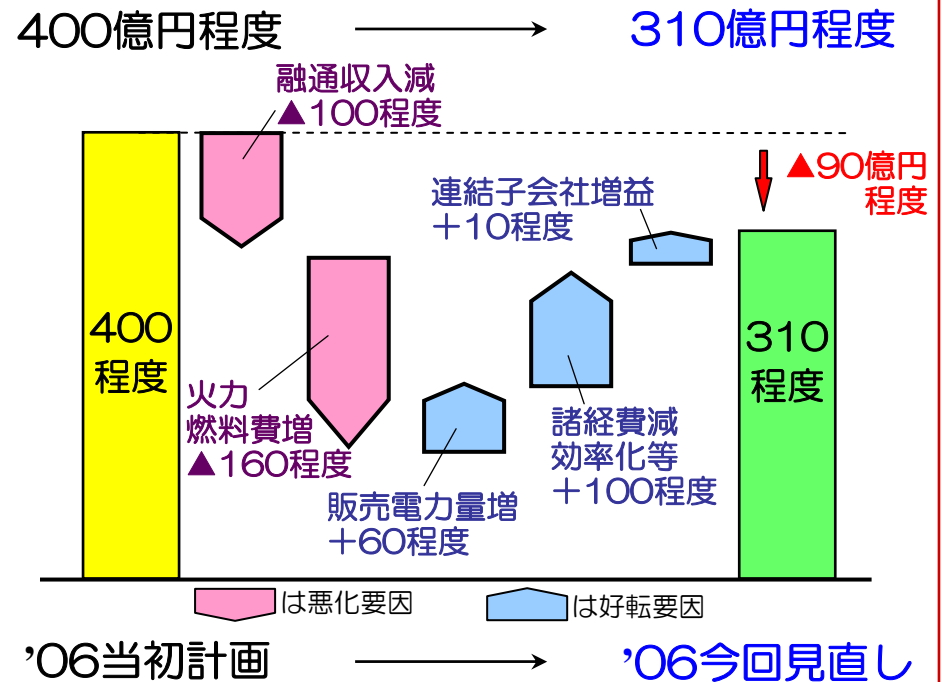 400億円程度
310億円程度
融通収入減
▲100程度
▲90億円
程度
連結子会社増益
＋10程度
400
程度
310
程度
火力
燃料費増
▲160程度
諸経費減
効率化等
＋100程度
販売電力量増
＋60程度
は悪化要因
は好転要因
’06当初計画
’06今回見直し